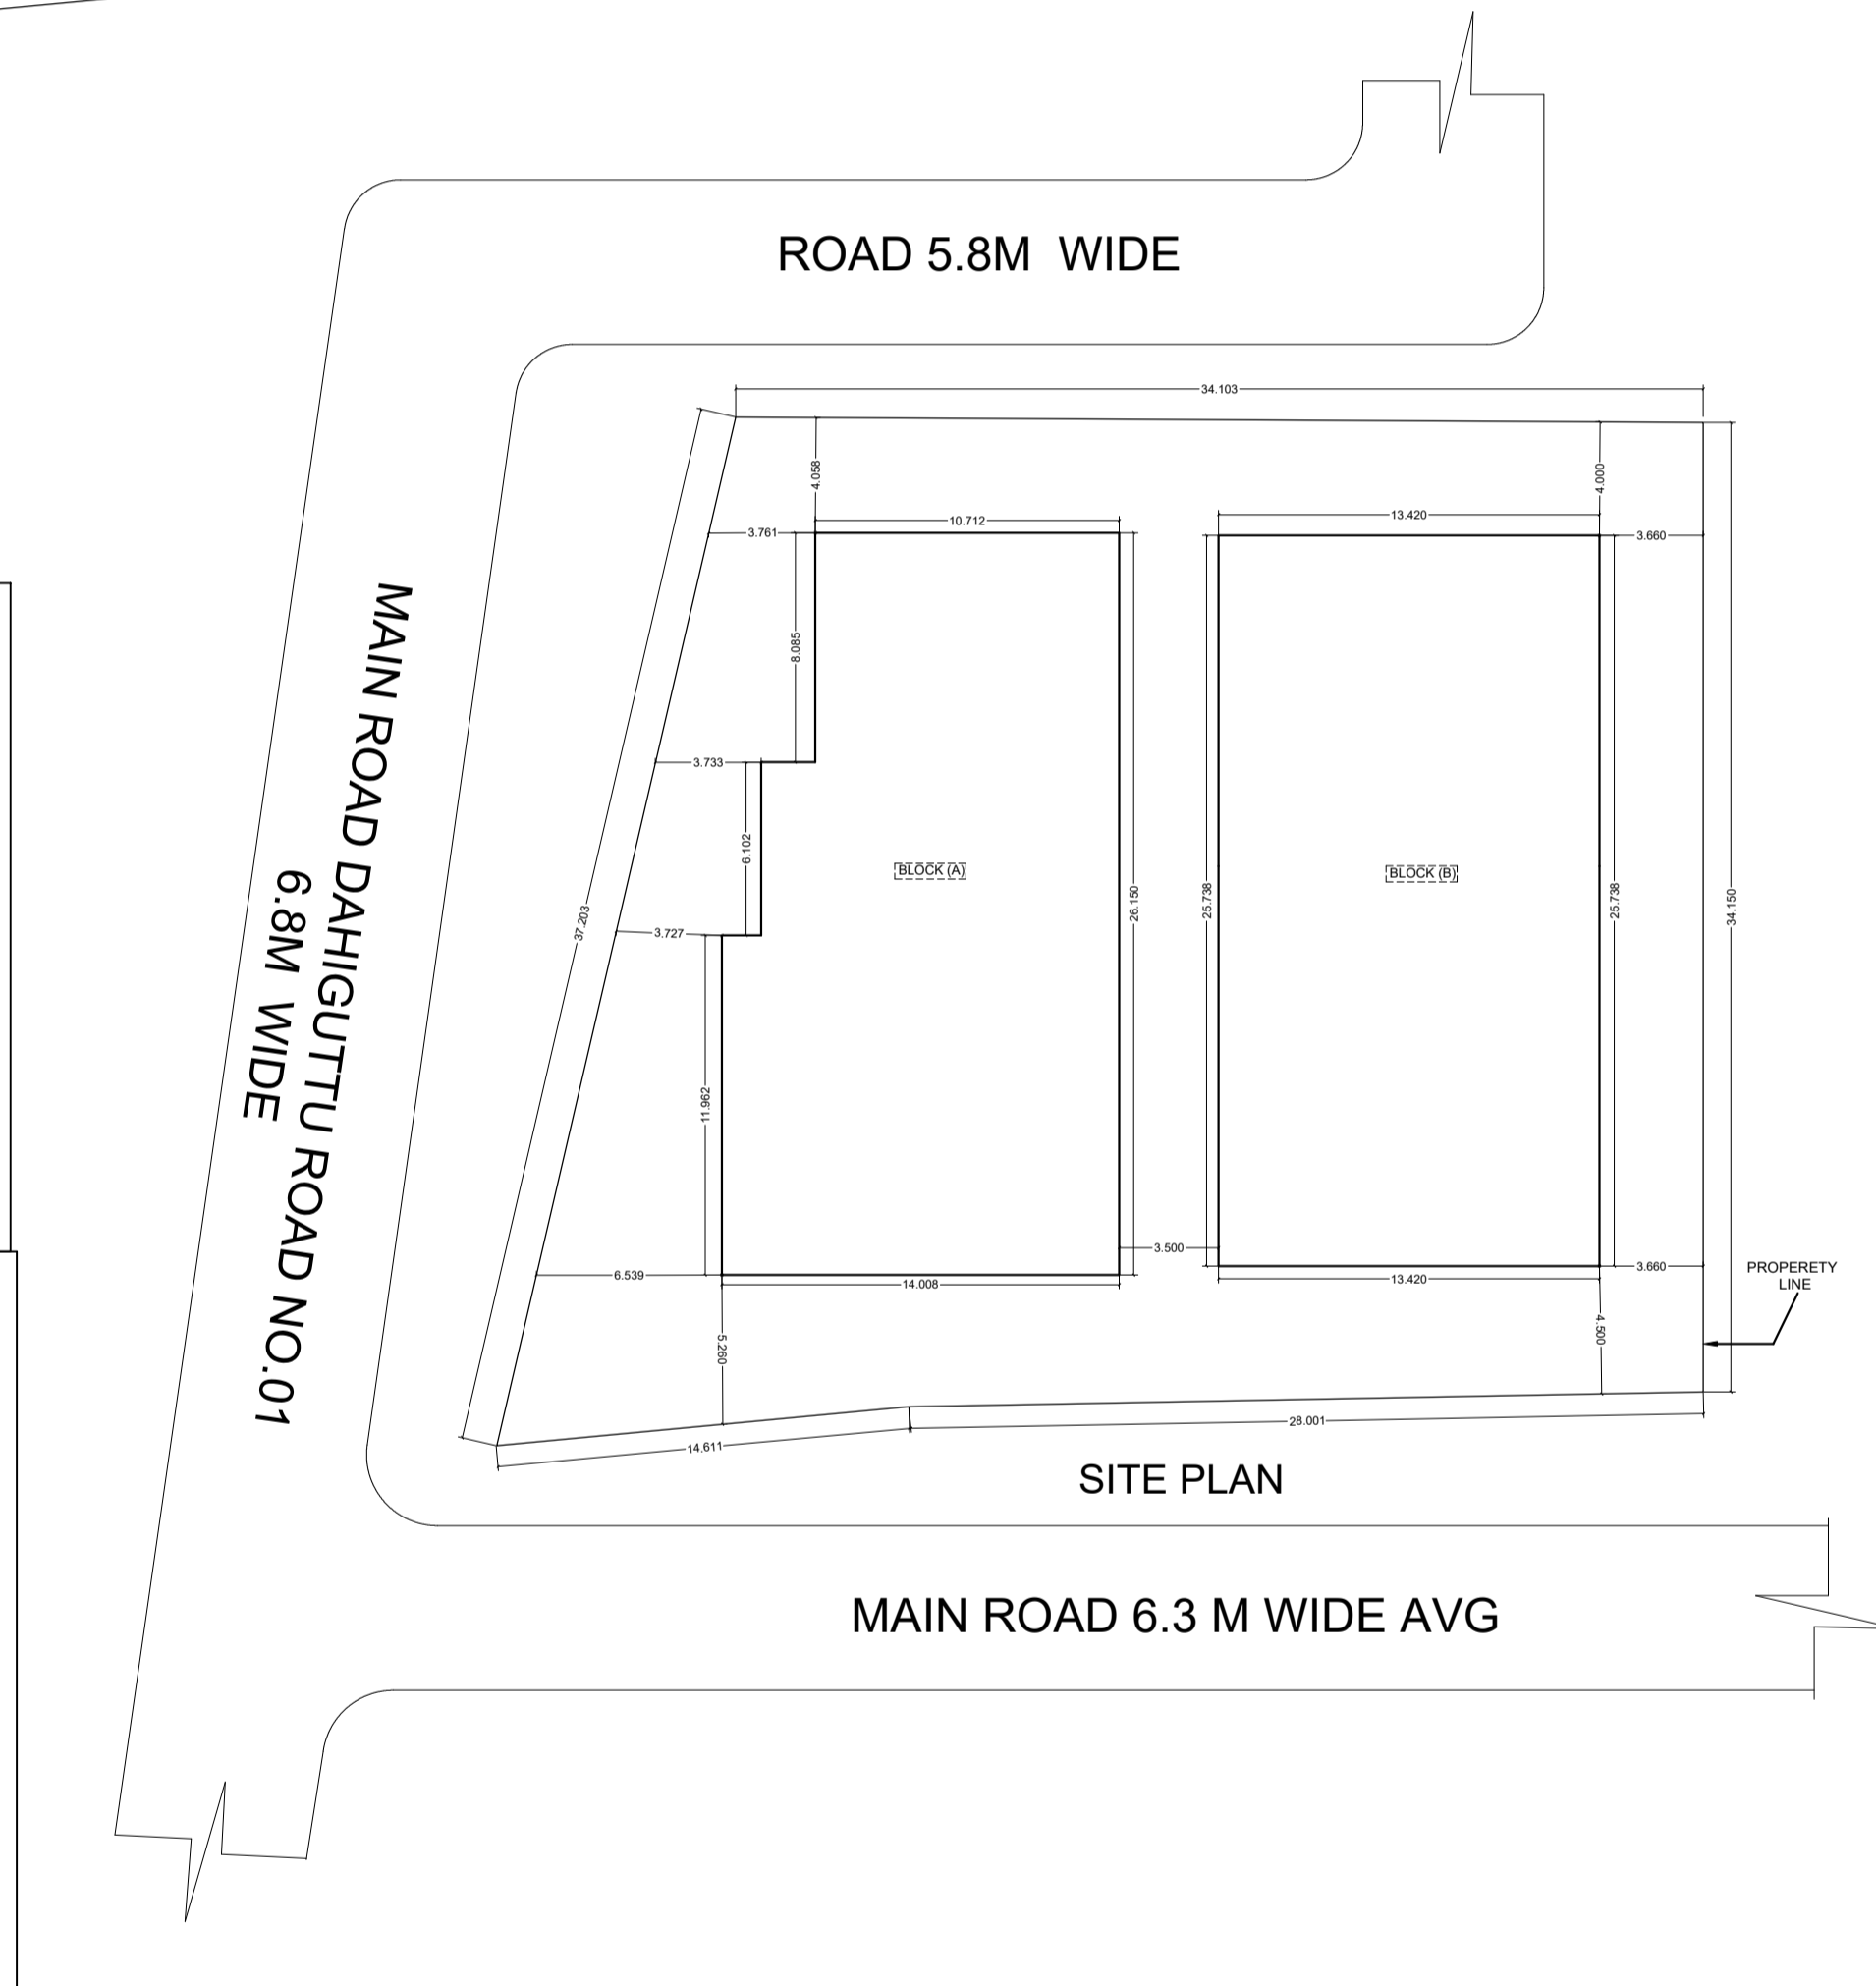 ROAD 5.8M WIDE
34.103
4.058
4.000
10.712
13.420
3.761
3.660
8.085
3.733
6.102
BLOCK (A)
BLOCK (B)
37.203
26.150
25.738
25.738
34.150
3.727
MAIN ROAD DAHIGUTTU ROAD NO.01
6.8M WIDE
11.962
3.500
6.539
14.008
13.420
3.660
PROPERETY
LINE
5.260
4.500
14.611
28.001
SITE PLAN
MAIN ROAD 6.3 M WIDE AVG